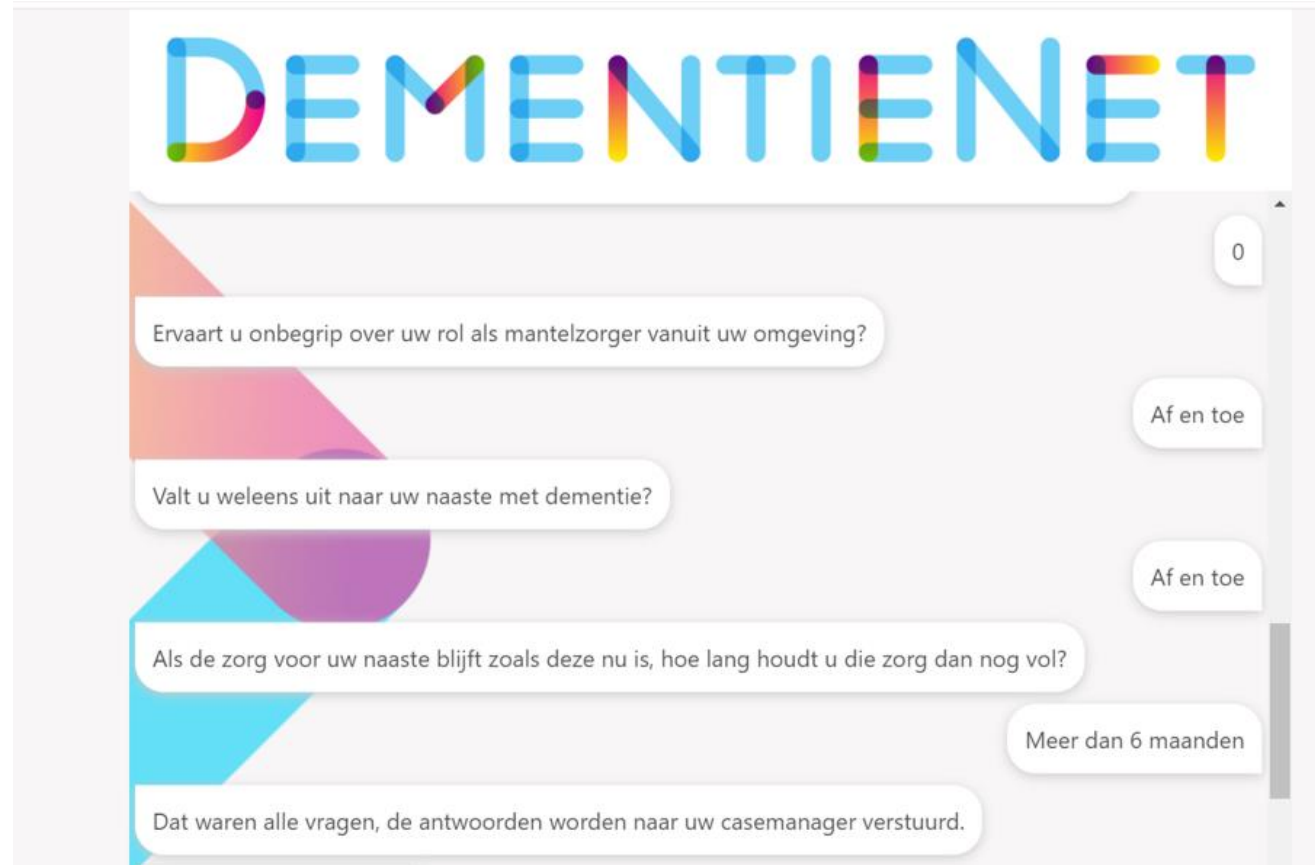 DEMENTIENET
0
Ervaart u onbegrip over uw rol als mantelzorger vanuit uw omgeving?
Af en toe
Valt u weleens uit naar uw naaste met dementie?
Af en toe
Als de zorg voor uw naaste blijft zoals deze nu is, hoe lang houdt u die zorg dan nog vol?
Meer dan 6 maanden
Dat waren alle vragen, de antwoorden worden naar uw casemanager verstuurd.